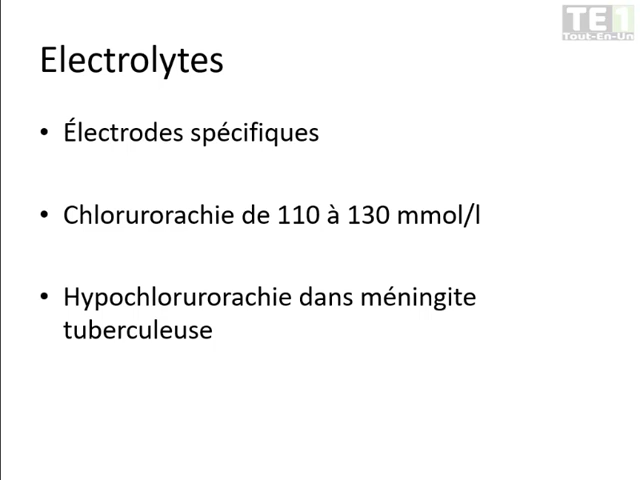 TE1
Tout-En-Un
Electrolytes
• Électrodes spécifiques
• Chlorurorachie de 110 à 130 mmol/l
• Hypochlorurorachie dans méningite
tuberculeuse